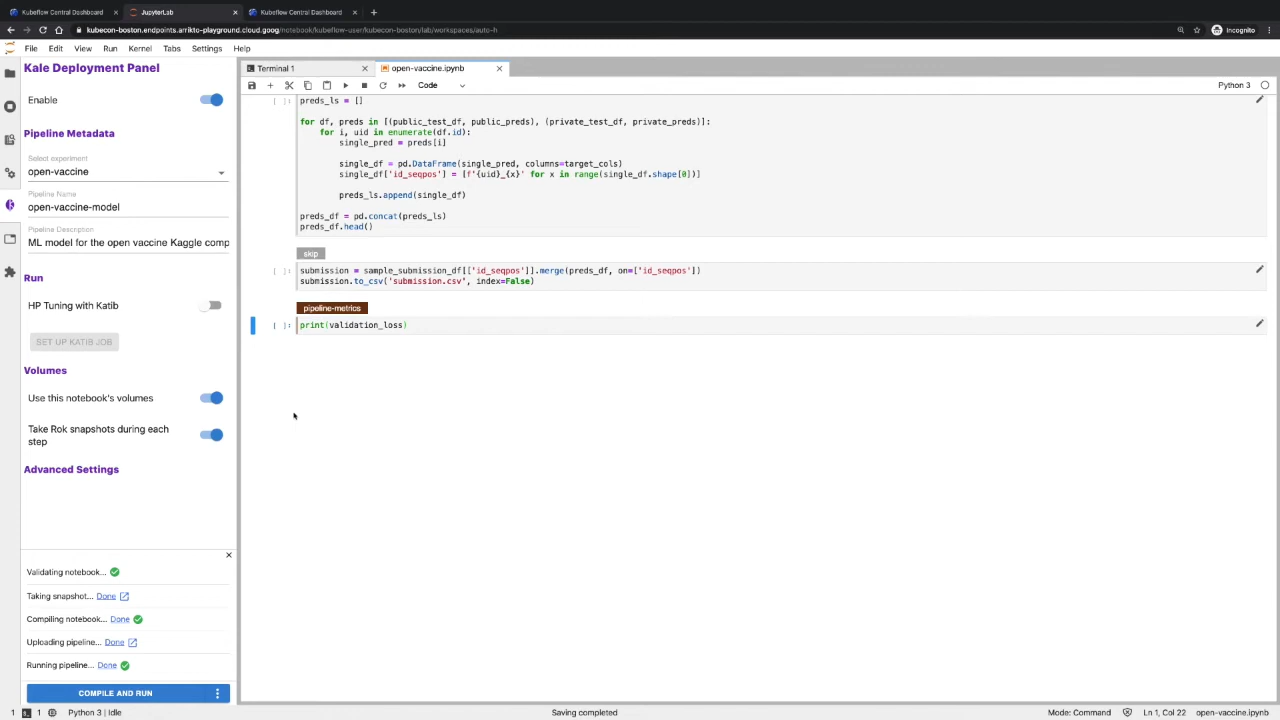 Kubeflow Central Dashboard
JupyterLab
Kubeflow Central Dashboard
kubecon-boston.endpoints.arrikto-playground.cloud.goog/notebook/kubeflow-user/kubecon-boston/lab/workspaces/auto-h
Incognito
File Edit View Run Kernel Tabs Settings Help
Kale Deployment Panel
Enable
Pipeline Metadata
Select experiment
open-vaccine
Pipeline Name
open-vaccine-model
Pipeline Description
ML model for the open vaccine Kaggle comp
Run
HP Tuning with Katib
SET UP KATIB JOB
Volumes
Use this notebook's volumes
Take Rok snapshots during each
step
Advanced Settings
Validating notebook...
Taking snapshot... Done
Compiling notebook... Done
Uploading pipeline... Done
Running pipeline... Done
COMPILE AND RUN
Terminal 1
open-vaccine.ipynb
Code
Python 3
[ ]: preds_ls = []
for df, preds in [(public_test_df, public_preds), (private_test_df, private_preds)]:
for i, uid in enumerate(df.id):
single_pred = preds[i]
single_df = pd.DataFrame(single_pred, columns=target_cols)
single_df['id_seqpos'] = [f'{uid}_{x}' for x in range(single_df.shape[0])]
preds_ls.append(single_df)
preds_df = pd.concat(preds_ls)
preds_df.head()
skip
[ ]: submission = sample_submission_df[['id_seqpos']].merge(preds_df, on=['id_seqpos'])
submission.to_csv('submission.csv', index=False)
pipeline-metrics
[ ]: print(validation_loss)
1 1 Python 3 | Idle
Saving completed
Mode: Command
Ln 1, Col 22
open-vaccine.ipynb